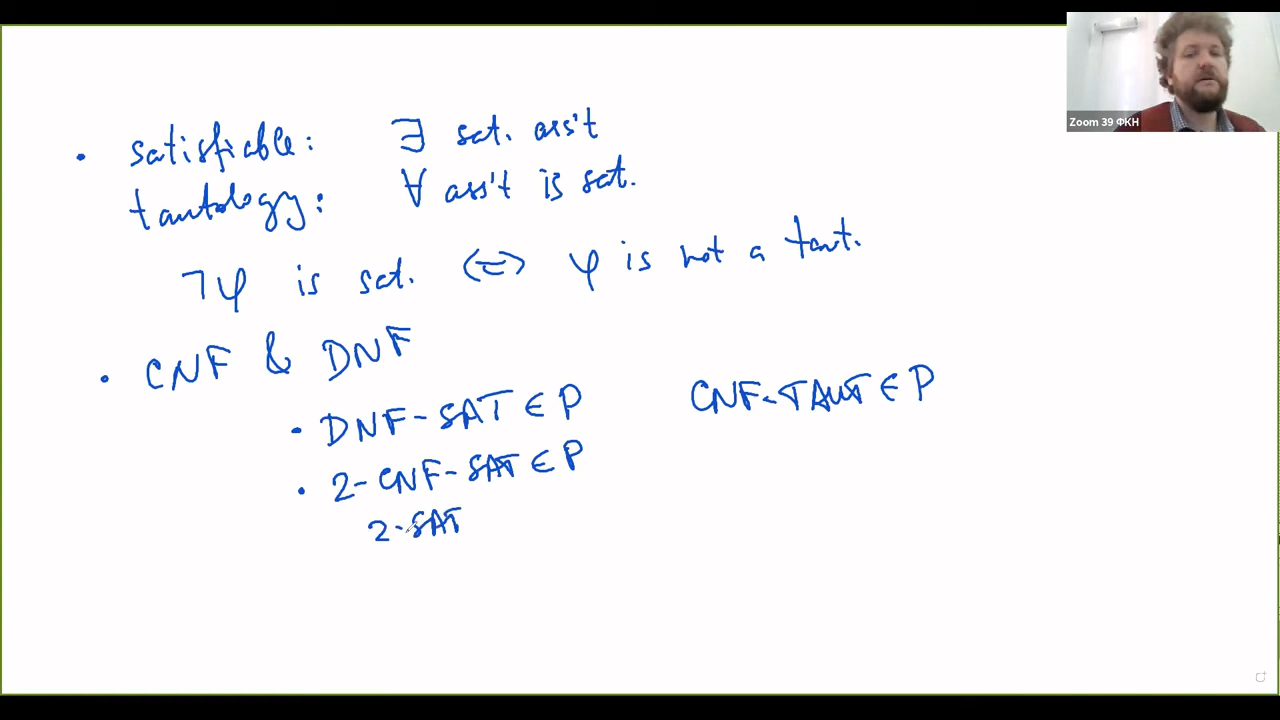 • satisfiable: ∃ sat. ass't
tautology: ∀ ass't is sat.
¬φ is sat. <=> φ is not a taut.
• CNF & DNF
• DNF-SAT ∈ P CNF-TAUT ∈ P
• 2-CNF-SAT ∈ P
2-SAT
Zoom 39 ФКН